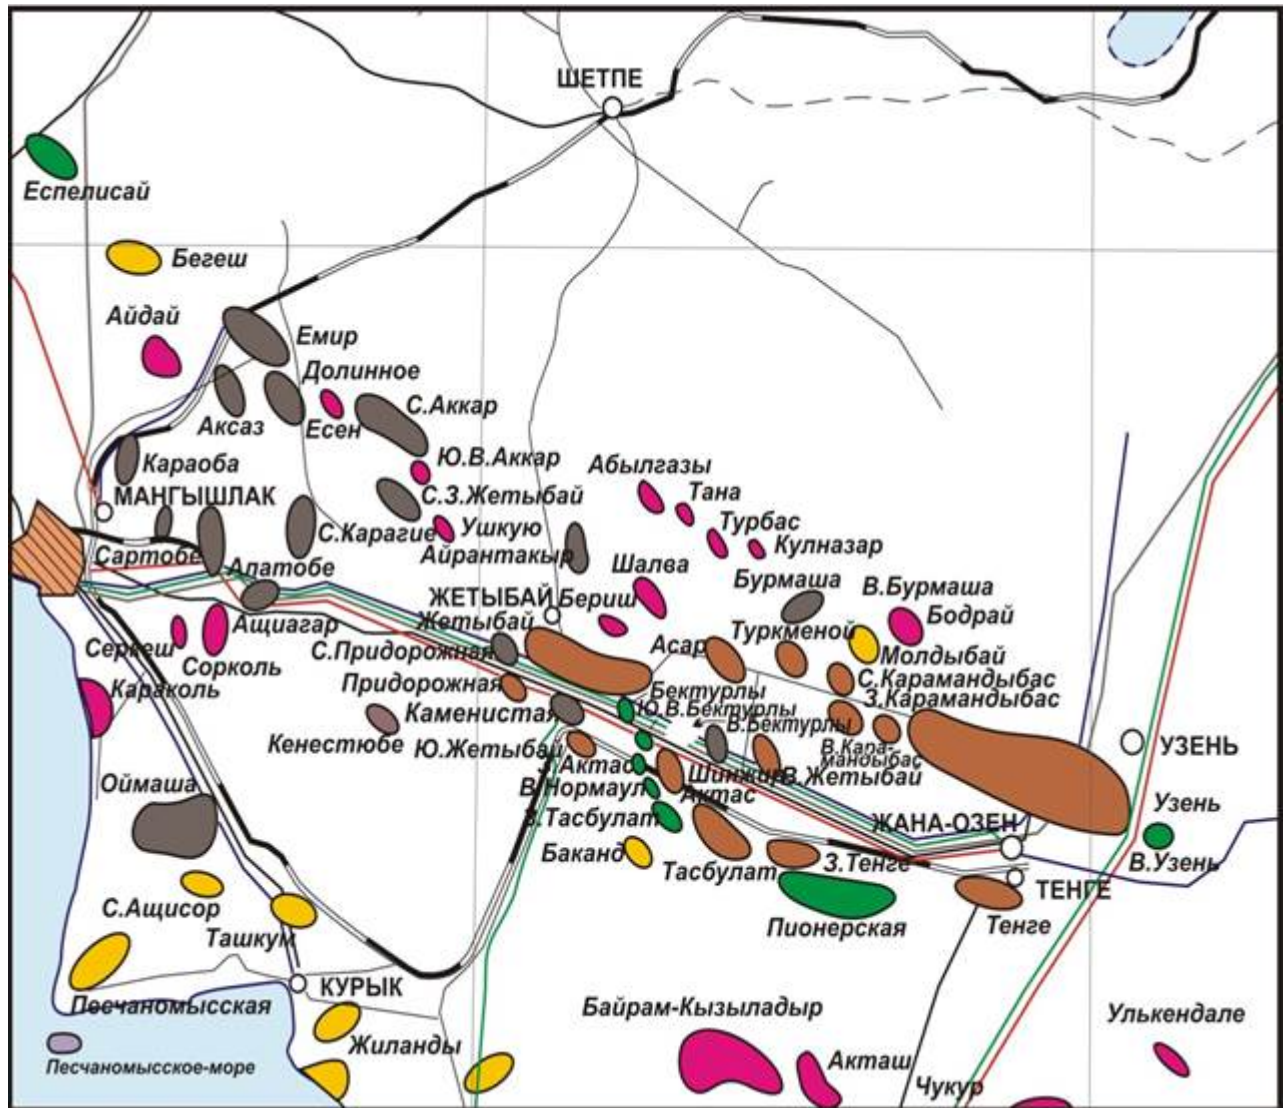 ШЕТПЕ
Еспелисай
Бегеш
Айдай
Емир
Долинное
С.Аккар
Аксаз
Есен
Караоба
Ю.В.Аккар
Абылгазы
МАНГЫШЛАК
С.З.Жетыбай
Тана
С.Карагие
Ушкую
Турбас
Сартобе
Айрантакыр
Кулназар
Алатобе
Шалва
Бурмаша
В.Бурмаша
ЖЕТЫБАЙ
Бериш
Ащиагар
Жетыбай
Бодрай
Туркменой
Серкеш
Сорколь
С.Придорожная
Асар
Молдыбай
Караколь
Придорожная
С.Карамандыбас
Бектурлы
З.Карамандыбас
Каменистая
Ю.В.Бектурлы
В.Бектурлы
Кенестюбе
Ю.Жетыбай
В.Кара-
мандыбас
УЗЕНЬ
З.Актас
Шинжир
В.Жетыбай
Оймаша
В.Нормаул
Актас
Узень
З.Тасбулат
ЖАНА-ОЗЕН
Баканд
Тасбулат
З.Тенге
В.Узень
ТЕНГЕ
С.Ащисор
Ташкум
Пионерская
Тенге
КУРЫК
Песчаномысская
Байрам-Кызыладыр
Улькендале
Жиланды
Песчаномысское-море
Акташ
Чукур